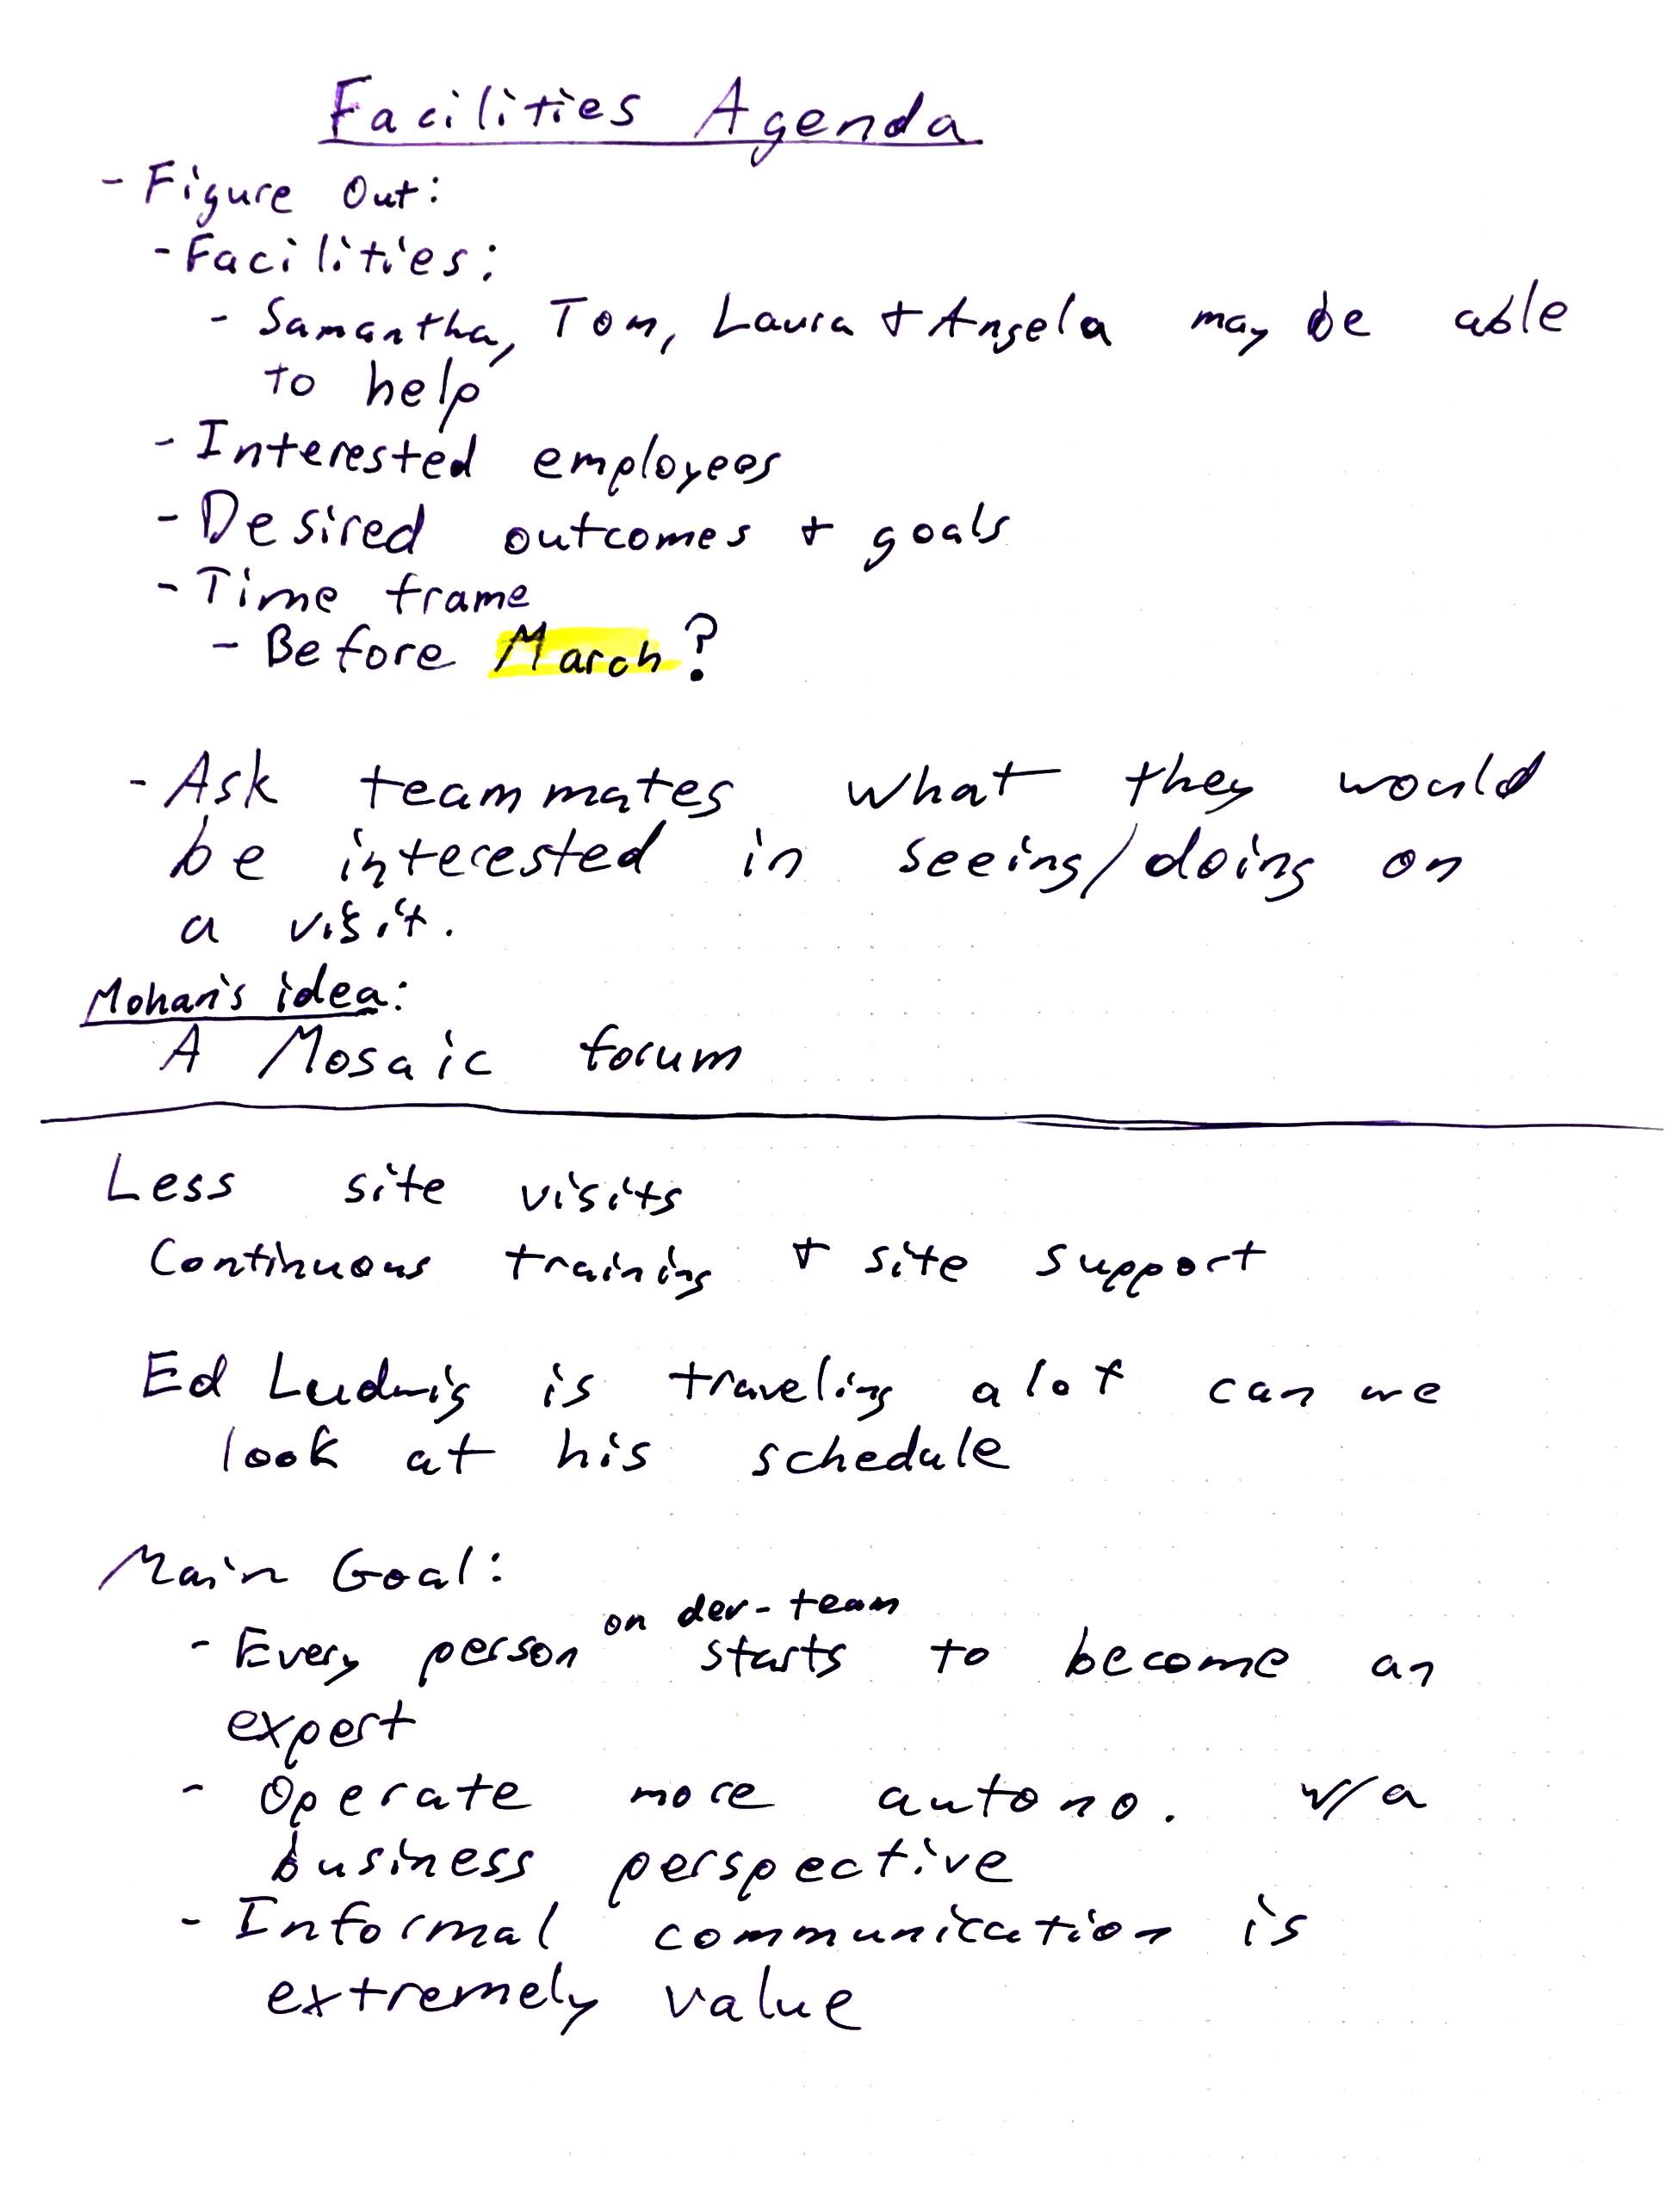 Facilities Agenda
- Figure Out:
- Facilities:
- Samantha, Tom, Laura + Angela may be able
to help
- Interested employees
- Desired outcomes + goals
- Time frame
- Before March?
- Ask teammates what they would
be interested in seeing/doing on
a visit.
Mohan's idea:
A Mosaic forum
Less site visits
Continuous training + site support
Ed Ludwig is traveling alot can we
look at his schedule
Main Goal:
on dev-team
- Every person starts to become an
expert
- Operate more autono. w/a
business perspective
- Informal communication is
extremely value